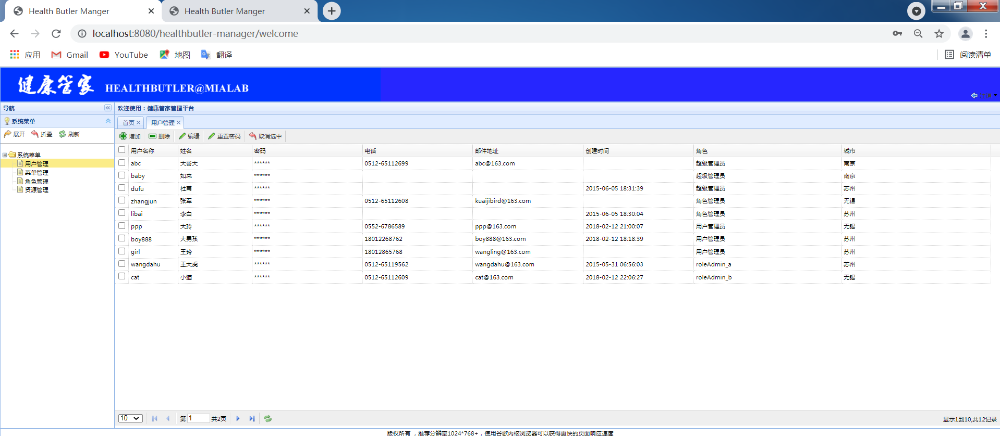 Health Butler Manger
Health Butler Manger
localhost:8080/healthbutler-manager/welcome
应用 Gmail YouTube 地图 翻译 阅读清单
健康管家 HEALTHBUTLER@MIALAB
导航
欢迎使用：健康管家管理平台
系统菜单
首页 用户管理
展开 折叠 刷新
增加 删除 编辑 重置密码 取消选中
系统菜单
用户管理
菜单管理
角色管理
资源管理
用户名称 姓名 密码 电话 邮件地址 创建时间 角色 城市
abc 大哥大 ****** 0512-65112699 abc@163.com 超级管理员 南京
baby 如来 ****** 超级管理员 南京
dufu 杜甫 ****** 2015-06-05 18:31:39 超级管理员 苏州
zhangjun 张军 ****** 0512-65112608 kuaijibird@163.com 角色管理员 无锡
libai 李白 ****** 2015-06-05 18:30:04 角色管理员 苏州
ppp 大玲 ****** 0552-6786589 ppp@163.com 2018-02-12 21:00:07 用户管理员 无锡
boy888 大男孩 ****** 18012268762 boy888@163.com 2018-02-12 18:18:39 用户管理员 苏州
girl 王玲 ****** 18012865768 wangling@163.com 用户管理员 苏州
wangdahu 王大虎 ****** 0512-65119562 wangdahu@163.com 2015-05-31 06:56:03 roleAdmin_a 苏州
cat 小猫 ****** 0512-65112609 cat@163.com 2018-02-12 22:06:27 roleAdmin_b 无锡
10 第 1 共2页
显示1到10,共12记录
版权所有 ，推荐分辨率1024*768+，使用谷歌内核浏览器可以获得更快的页面响应速度